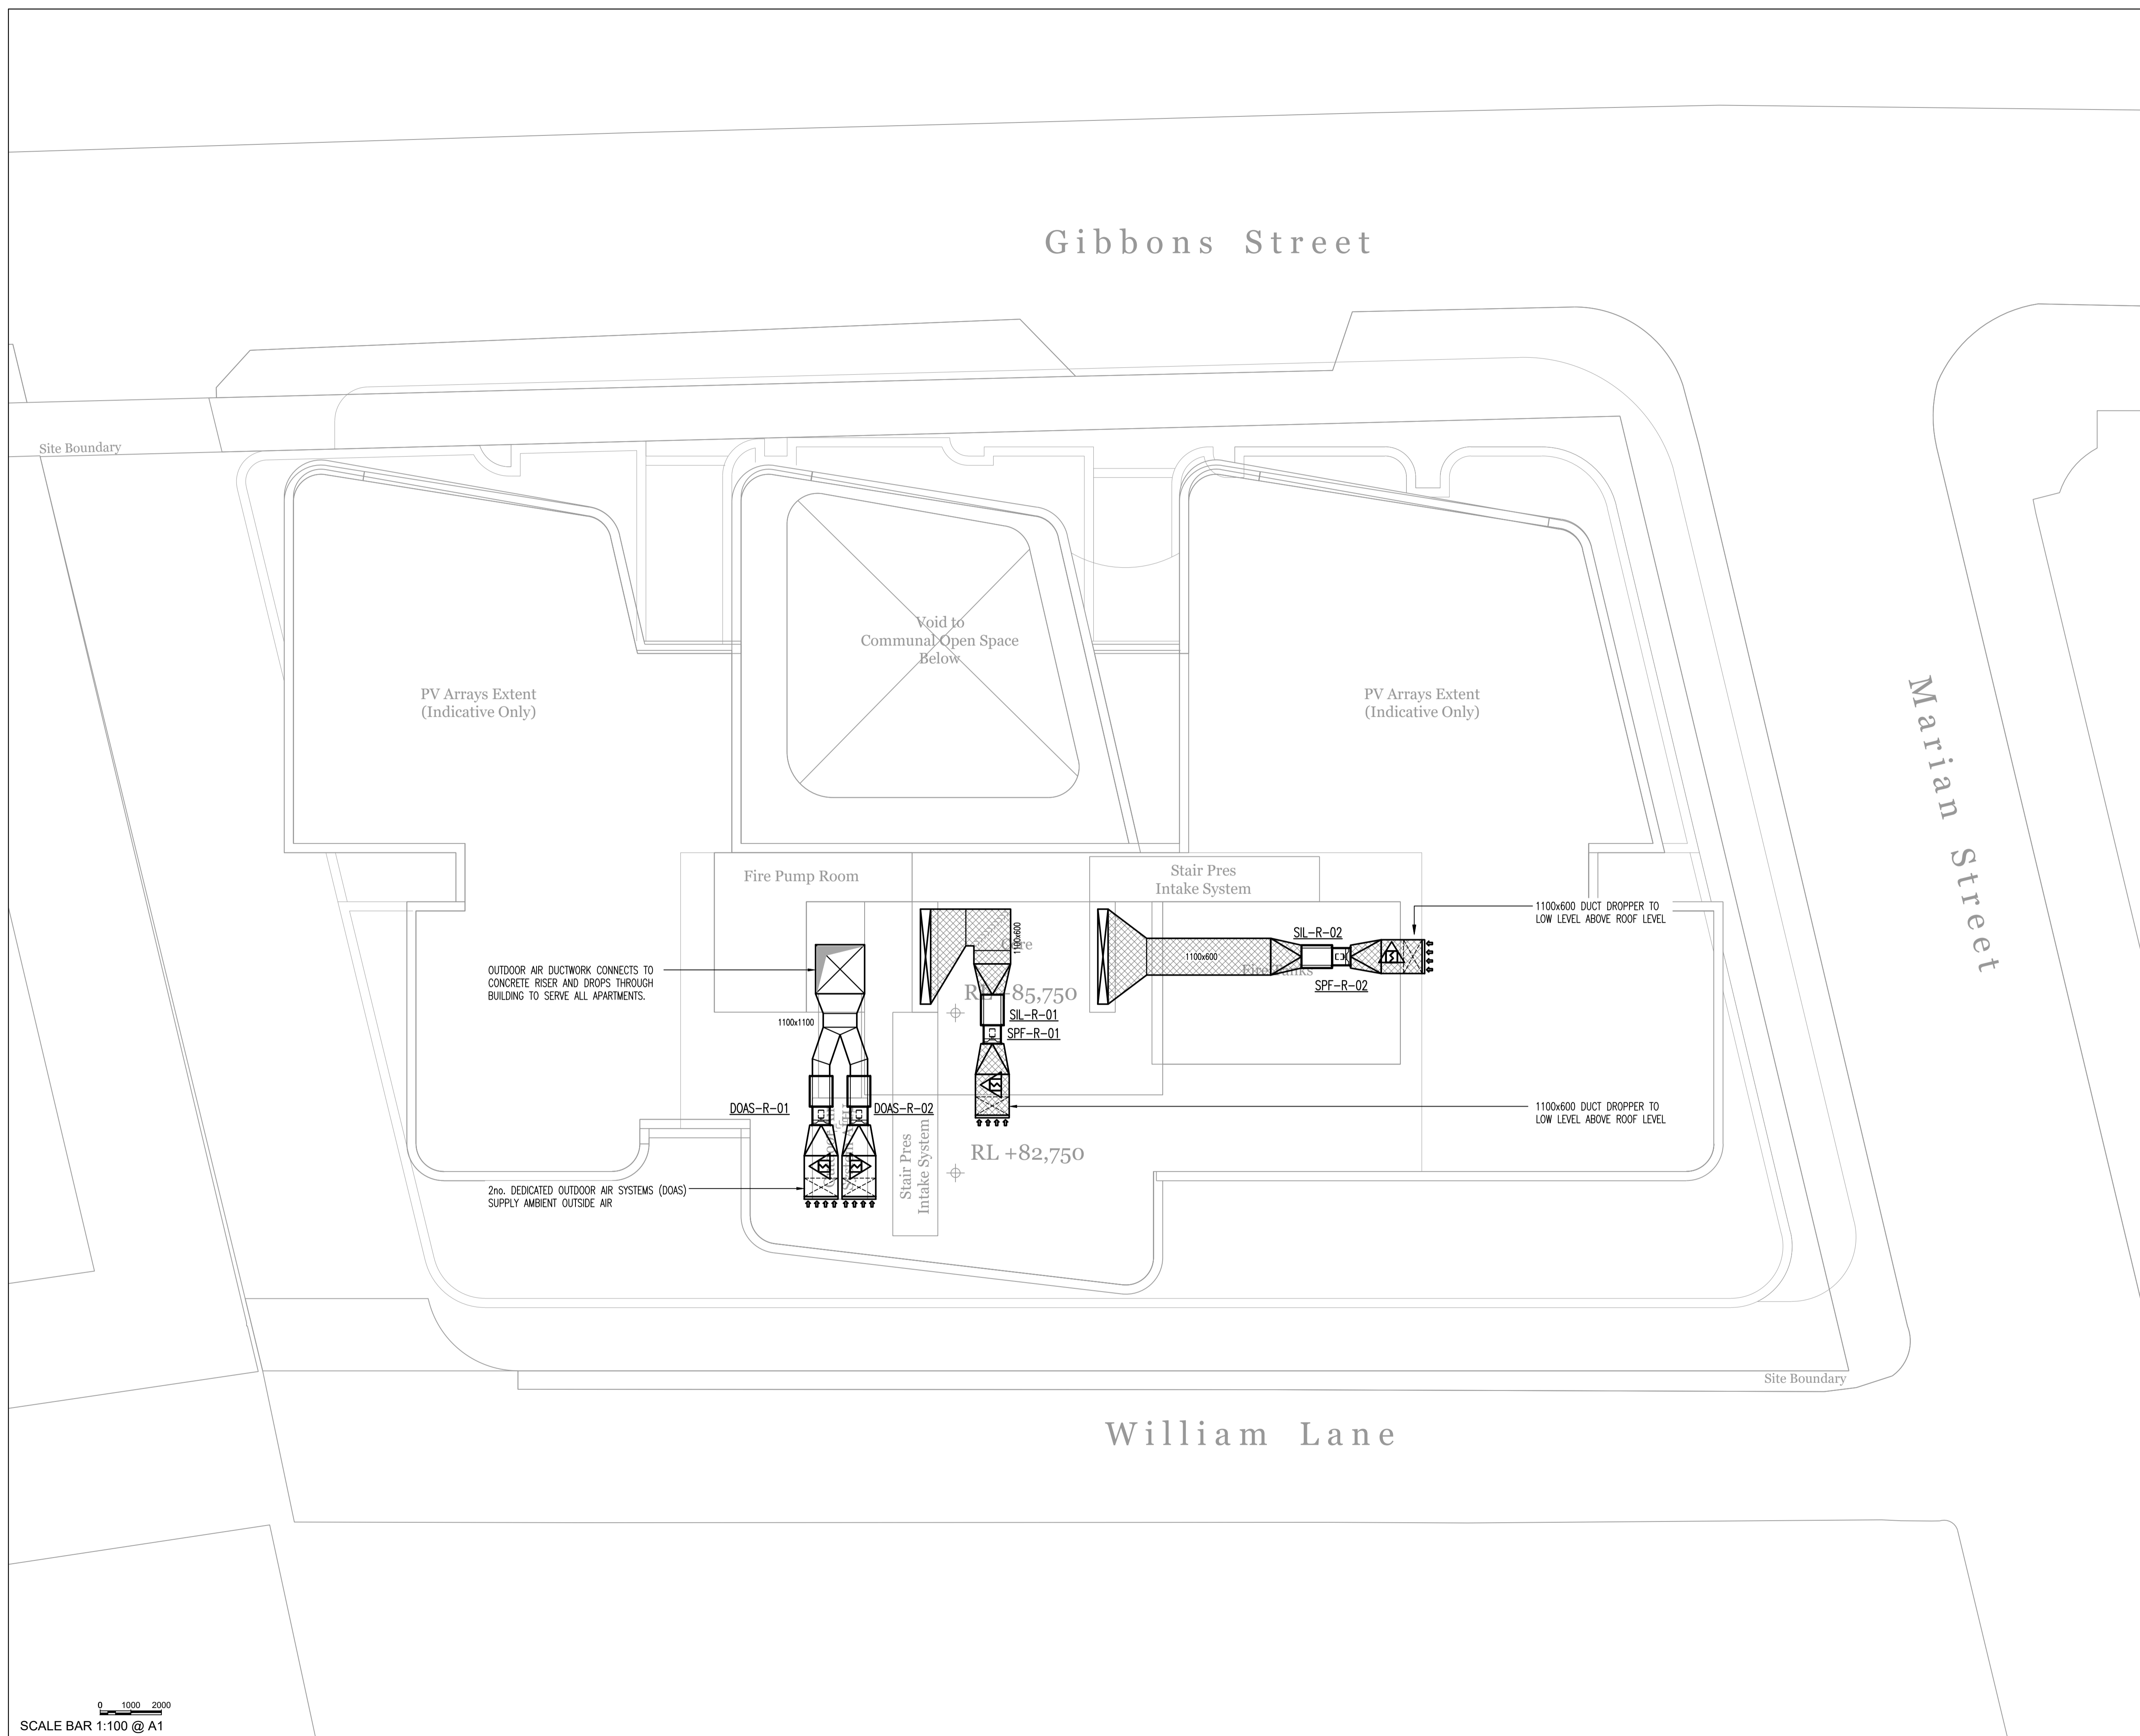 Gibbons Street
Site Boundary
Void to
Communal Open Space
Below
PV Arrays Extent
(Indicative Only)
PV Arrays Extent
(Indicative Only)
Marian Street
Fire Pump Room
Stair Pres
Intake System
1100x600 DUCT DROPPER TO
LOW LEVEL ABOVE ROOF LEVEL
SIL-R-02
1100x600
Core
1100x600
Fire Tanks
SPF-R-02
OUTDOOR AIR DUCTWORK CONNECTS TO
CONCRETE RISER AND DROPS THROUGH
BUILDING TO SERVE ALL APARTMENTS.
RL +85,750
SIL-R-01
SPF-R-01
1100x1100
DOAS-R-01
DOAS-R-02
1100x600 DUCT DROPPER TO
LOW LEVEL ABOVE ROOF LEVEL
Stair Pres
Intake System
RL +82,750
2no. DEDICATED OUTDOOR AIR SYSTEMS (DOAS)
SUPPLY AMBIENT OUTSIDE AIR
Site Boundary
William Lane
0 1000 2000
SCALE BAR 1:100 @ A1